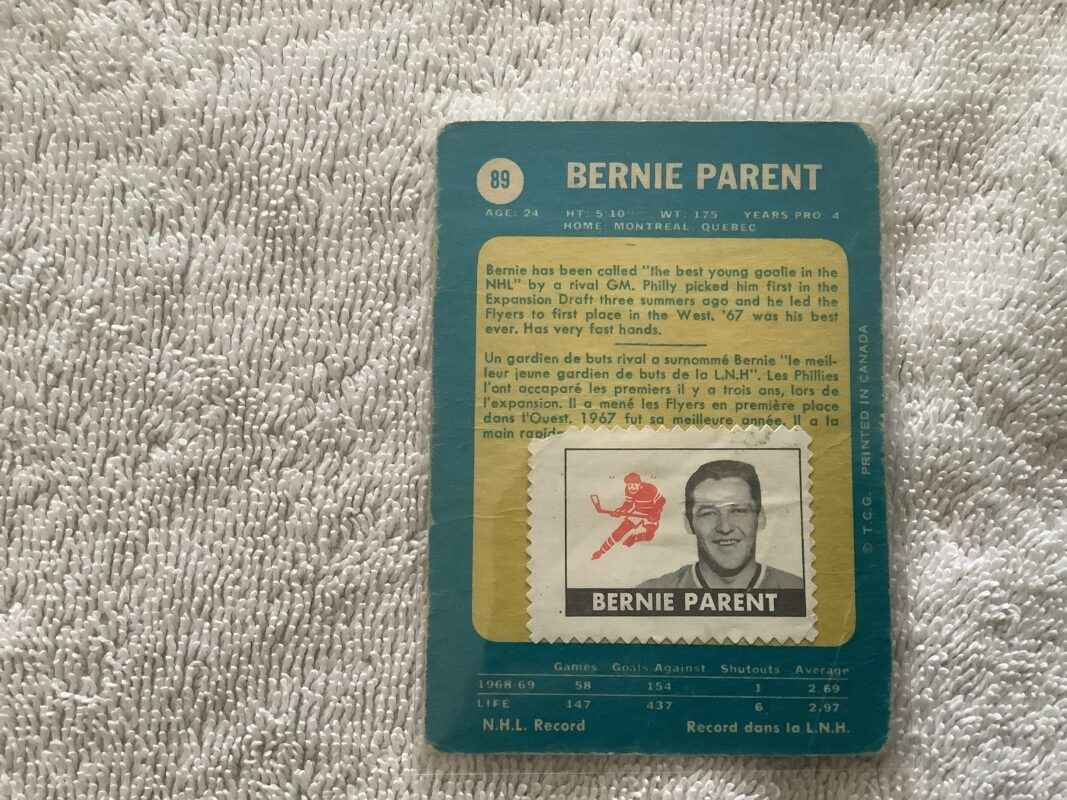 89
BERNIE PARENT
AGE: 24 HT: 5'10" WT: 175 YEARS PRO: 4
HOME: MONTREAL, QUEBEC
Bernie has been called "the best young goalie in the
NHL" by a rival GM. Philly picked him first in the
Expansion Draft three summers ago and he led the
Flyers to first place in the West. '67 was his best
ever. Has very fast hands.
Un gardien de buts rival a surnommé Bernie "le meil-
leur jeune gardien de buts de la L.N.H". Les Phillies
l'ont accaparé les premiers il y a trois ans, lors de
l'expansion. Il a mené les Flyers en première place
dans l'Ouest. 1967 fut sa meilleure année. Il a la
main rapide
BERNIE PARENT
Games Goals Against Shutouts Average
1968-69 58 154 1 2.69
LIFE 147 437 6 2.97
N.H.L. Record Record dans la L.N.H.
© T.C.G. PRINTED IN CANADA